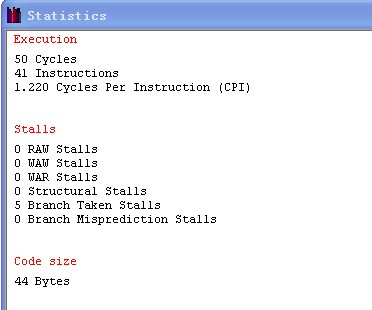 Statistics
Execution
50 Cycles
41 Instructions
1.220 Cycles Per Instruction (CPI)
Stalls
0 RAW Stalls
0 WAW Stalls
0 WAR Stalls
0 Structural Stalls
5 Branch Taken Stalls
0 Branch Misprediction Stalls
Code size
44 Bytes